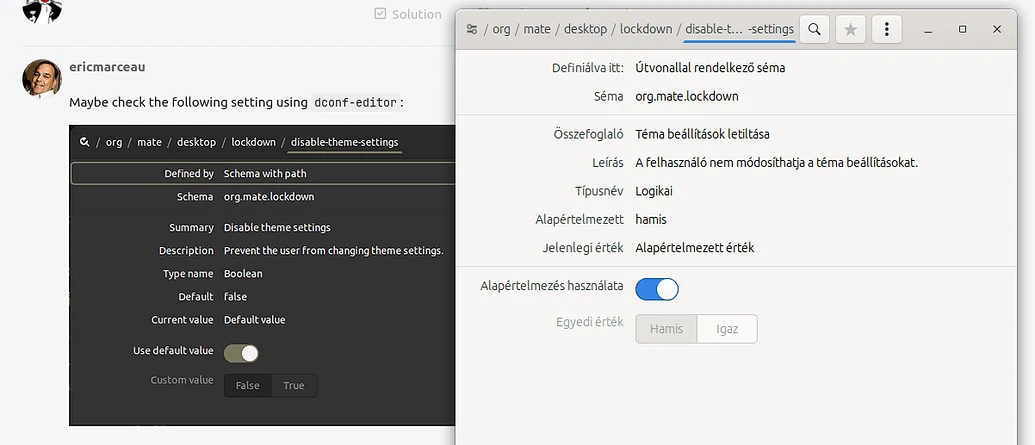 Solution
ericmarceau
Maybe check the following setting using dconf-editor:
/ org / mate / desktop / lockdown / disable-theme-settings
Defined by Schema with path
Schema org.mate.lockdown
Summary Disable theme settings
Description Prevent the user from changing theme settings.
Type name Boolean
Default false
Current value Default value
Use default value
Custom value False True
/ org / mate / desktop / lockdown / disable-t… -settings
Definiálva itt: Útvonallal rendelkező séma
Séma org.mate.lockdown
Összefoglaló Téma beállítások letiltása
Leírás A felhasználó nem módosíthatja a téma beállításokat.
Típusnév Logikai
Alapértelmezett hamis
Jelenlegi érték Alapértelmezett érték
Alapértelmezés használata
Egyedi érték Hamis Igaz